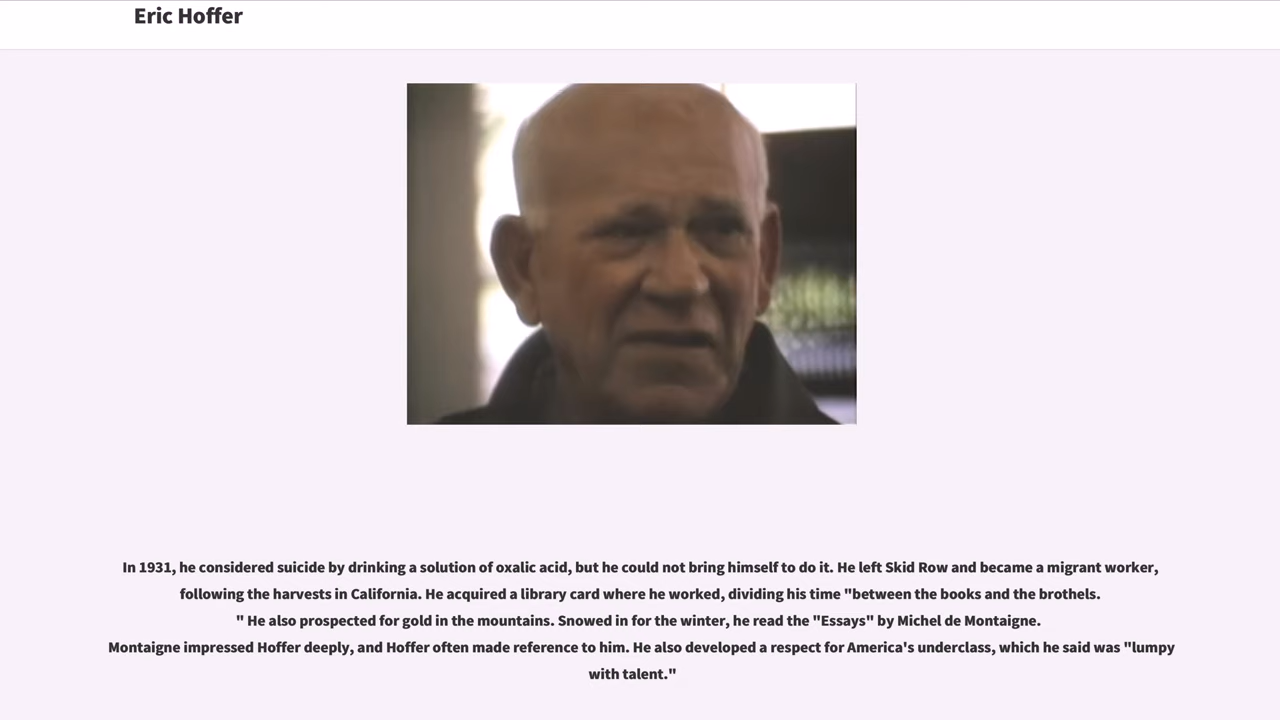 Eric Hoffer
In 1931, he considered suicide by drinking a solution of oxalic acid, but he could not bring himself to do it. He left Skid Row and became a migrant worker,
following the harvests in California. He acquired a library card where he worked, dividing his time "between the books and the brothels.
" He also prospected for gold in the mountains. Snowed in for the winter, he read the "Essays" by Michel de Montaigne.
Montaigne impressed Hoffer deeply, and Hoffer often made reference to him. He also developed a respect for America's underclass, which he said was "lumpy
with talent."